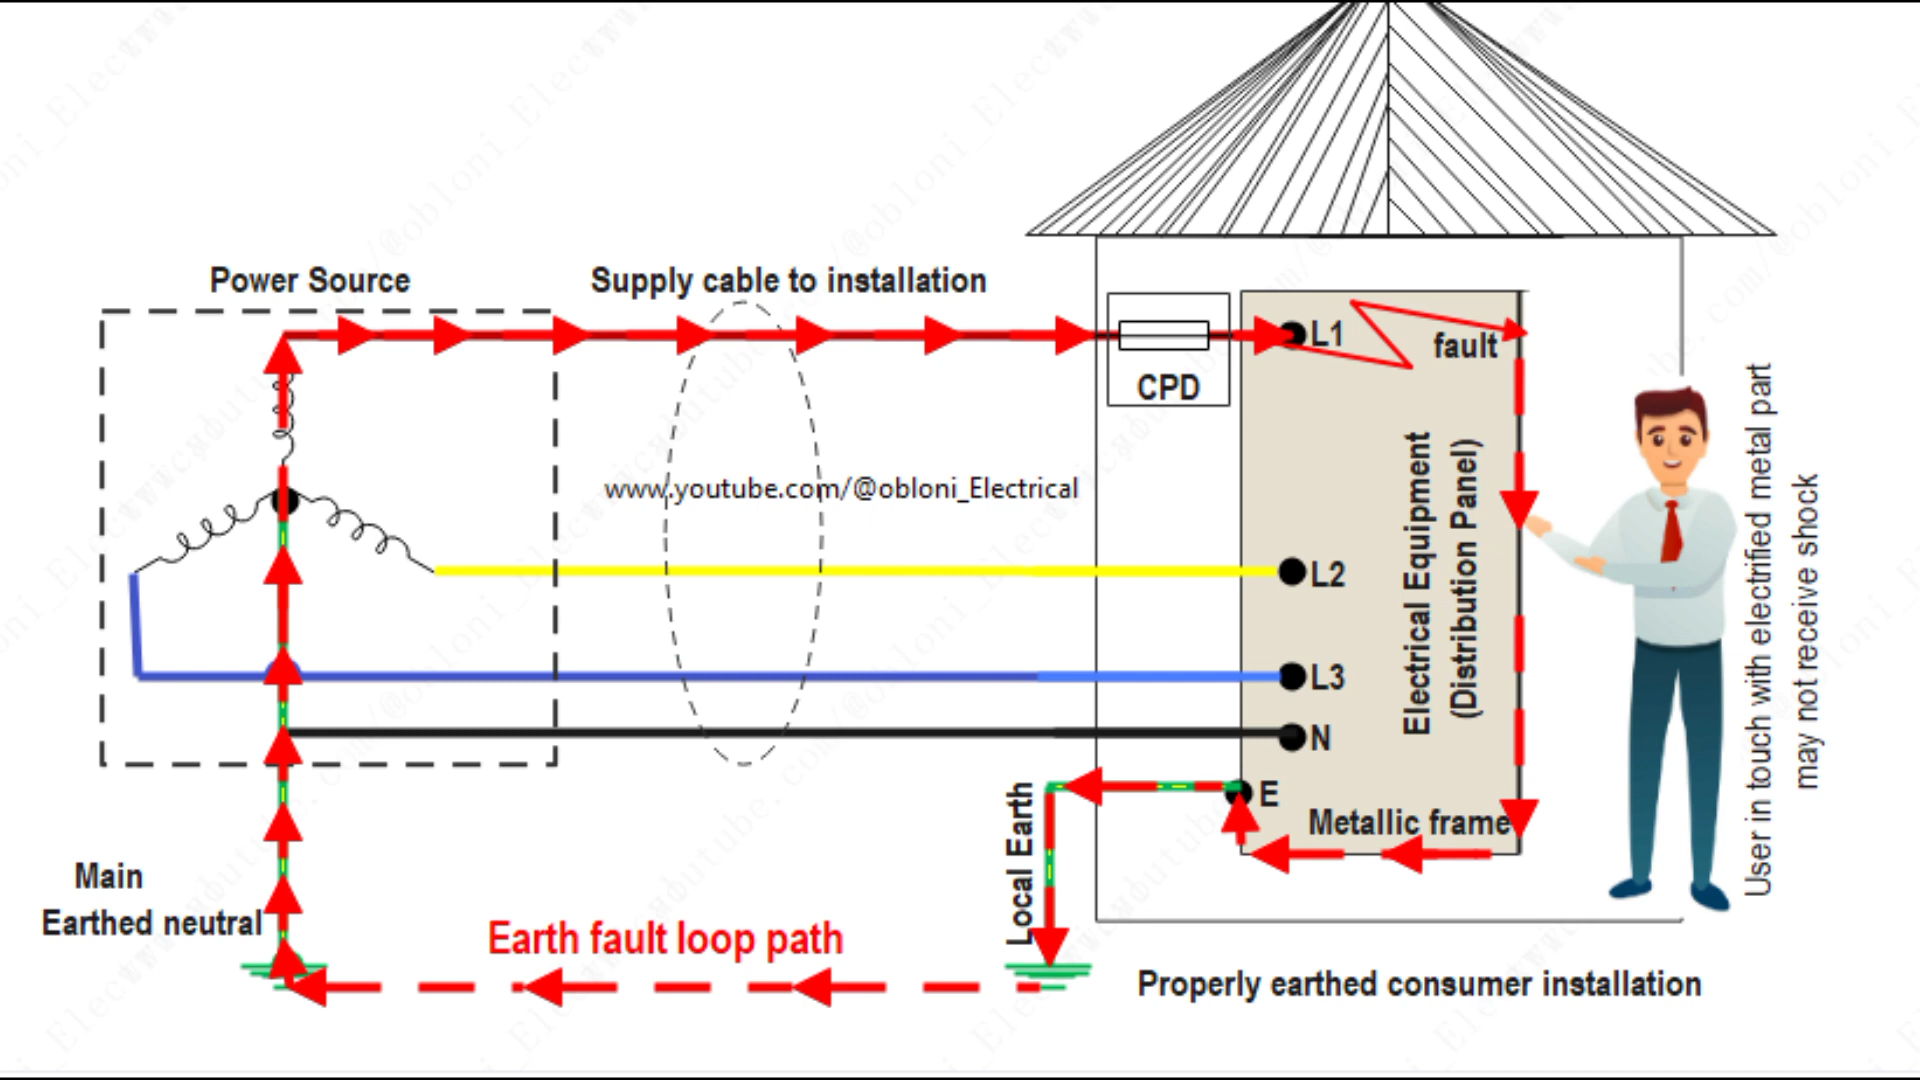 Power Source
Supply cable to installation
L1
fault
CPD
www.youtube.com/@obloni_Electrical
Electrical Equipment
(Distribution Panel)
L2
L3
N
E
Metallic frame
User in touch with electrified metal part
may not receive shock
Local Earth
Main
Earthed neutral
Earth fault loop path
Properly earthed consumer installation